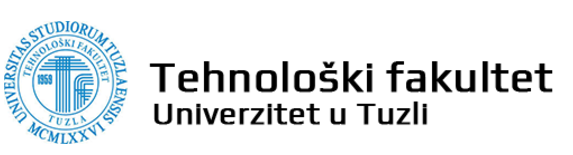 UNIVERSITAS STUDIORUM TUZLAENSIS
MCMLXXVI
TEHNOLOŠKI FAKULTET
1959
TUZLA
Tehnološki fakultet
Univerzitet u Tuzli